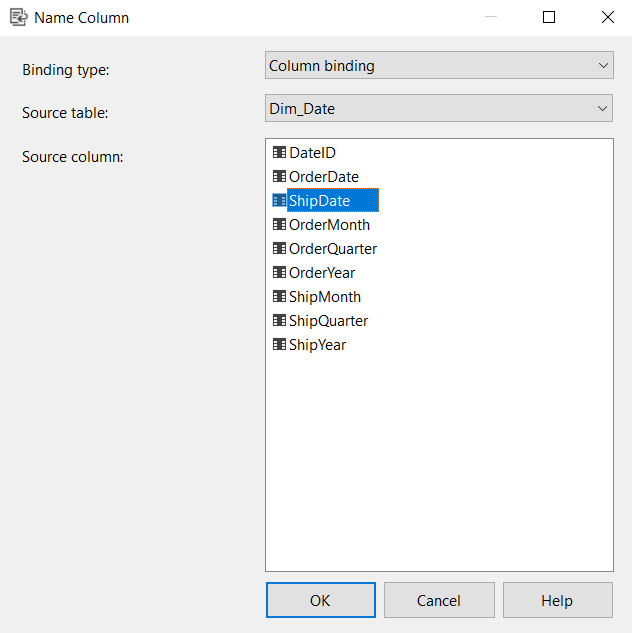 Name Column
Binding type:
Column binding
Source table:
Dim_Date
Source column:
DateID
OrderDate
ShipDate
OrderMonth
OrderQuarter
OrderYear
ShipMonth
ShipQuarter
ShipYear
OK
Cancel
Help